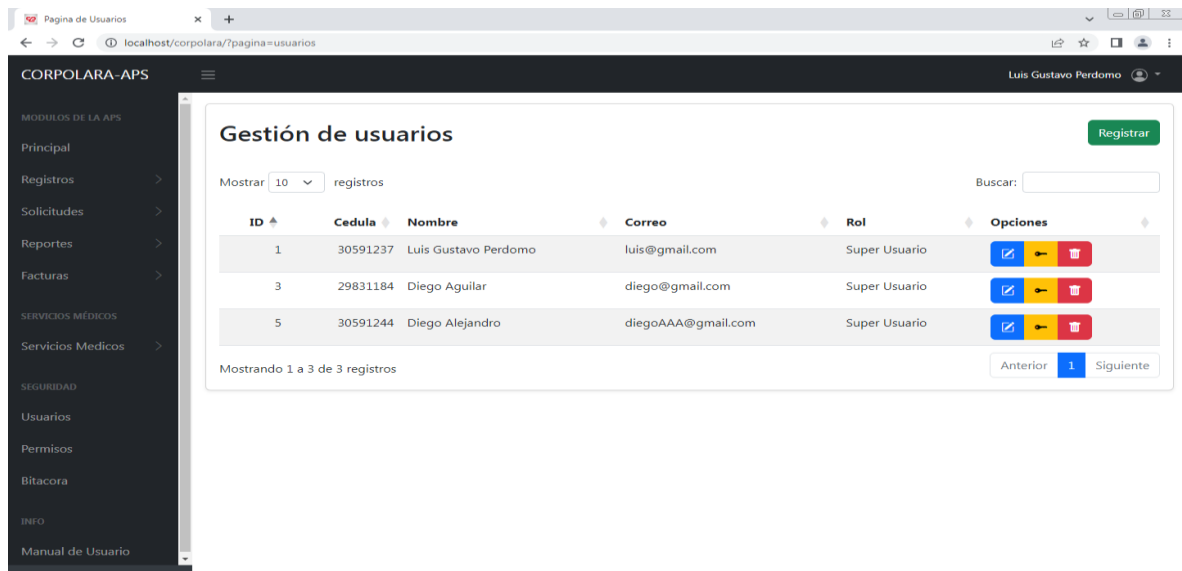 Pagina de Usuarios
localhost/corpolara/?pagina=usuarios
CORPOLARA-APS
Luis Gustavo Perdomo
MODULOS DE LA APS
Principal
Registros
Solicitudes
Reportes
Facturas
SERVICIOS MÉDICOS
Servicios Medicos
SEGURIDAD
Usuarios
Permisos
Bitacora
INFO
Manual de Usuario
Gestión de usuarios
Registrar
Mostrar 10 registros
Buscar:
ID Cedula Nombre Correo Rol Opciones
1 30591237 Luis Gustavo Perdomo luis@gmail.com Super Usuario
3 29831184 Diego Aguilar diego@gmail.com Super Usuario
5 30591244 Diego Alejandro diegoAAA@gmail.com Super Usuario
Mostrando 1 a 3 de 3 registros
Anterior 1 Siguiente